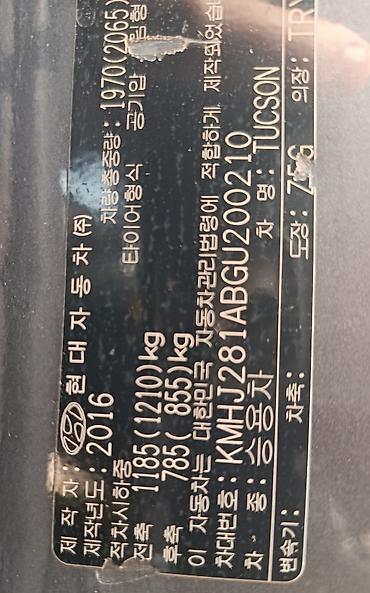 제 작 자: 현 대 자 동 차 ㈜
제작년도: 2016 차량총중량: 1970(2065)
적차시하중 타이어형식 공기압
전축 1185(1210)kg
후축 785( 855)kg
이 자동차는 대한민국 자동차관리법령에 적합하게 제작되었습
차대번호: KMHJ281ABGU200210
차 종: 승용차 차 명: TUCSON
변속기: 차축: 도장: 의장: TRY